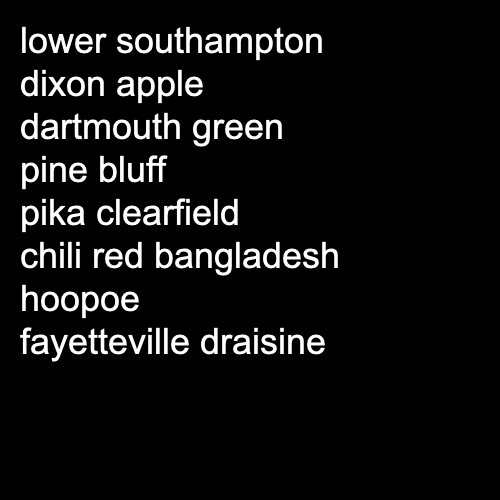 lower southampton
dixon apple
dartmouth green
pine bluff
pika clearfield
chili red bangladesh
hoopoe
fayetteville draisine